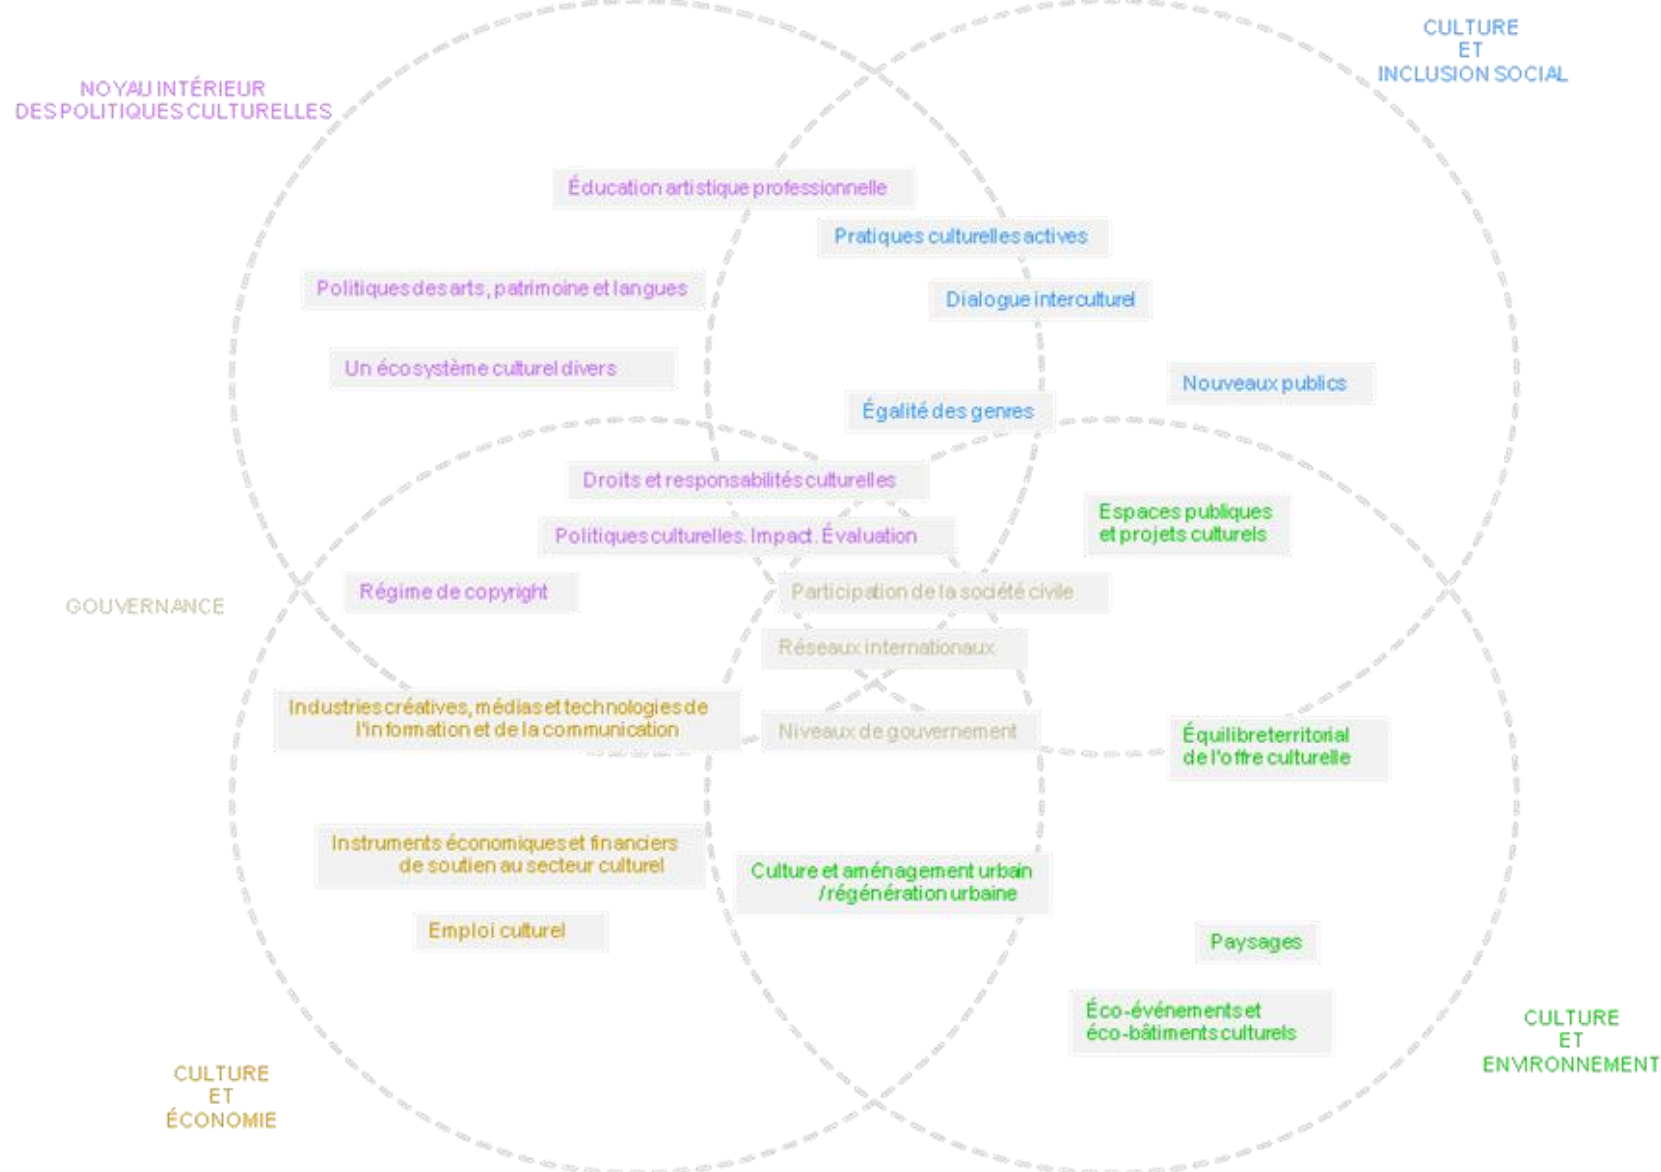 CULTURE
ET
INCLUSION SOCIAL
NOYAU INTÉRIEUR
DES POLITIQUES CULTURELLES
Éducation artistique professionnelle
Pratiques culturelles actives
Politiques des arts, patrimoine et langues
Dialogue interculturel
Un écosystème culturel divers
Nouveaux publics
Égalité des genres
Droits et responsabilités culturelles
Espaces publiques
et projets culturels
Politiques culturelles. Impact. Évaluation
Régime de copyright
Participation de la société civile
GOUVERNANCE
Réseaux internationaux
Industries créatives, médias et technologies de
l'information et de la communication
Niveaux de gouvernement
Équilibre territorial
de l'offre culturelle
Instruments économiques et financiers
de soutien au secteur culturel
Culture et aménagement urbain
/ régénération urbaine
Emploi culturel
Paysages
Éco-événements et
éco-bâtiments culturels
CULTURE
ET
ENVIRONNEMENT
CULTURE
ET
ÉCONOMIE